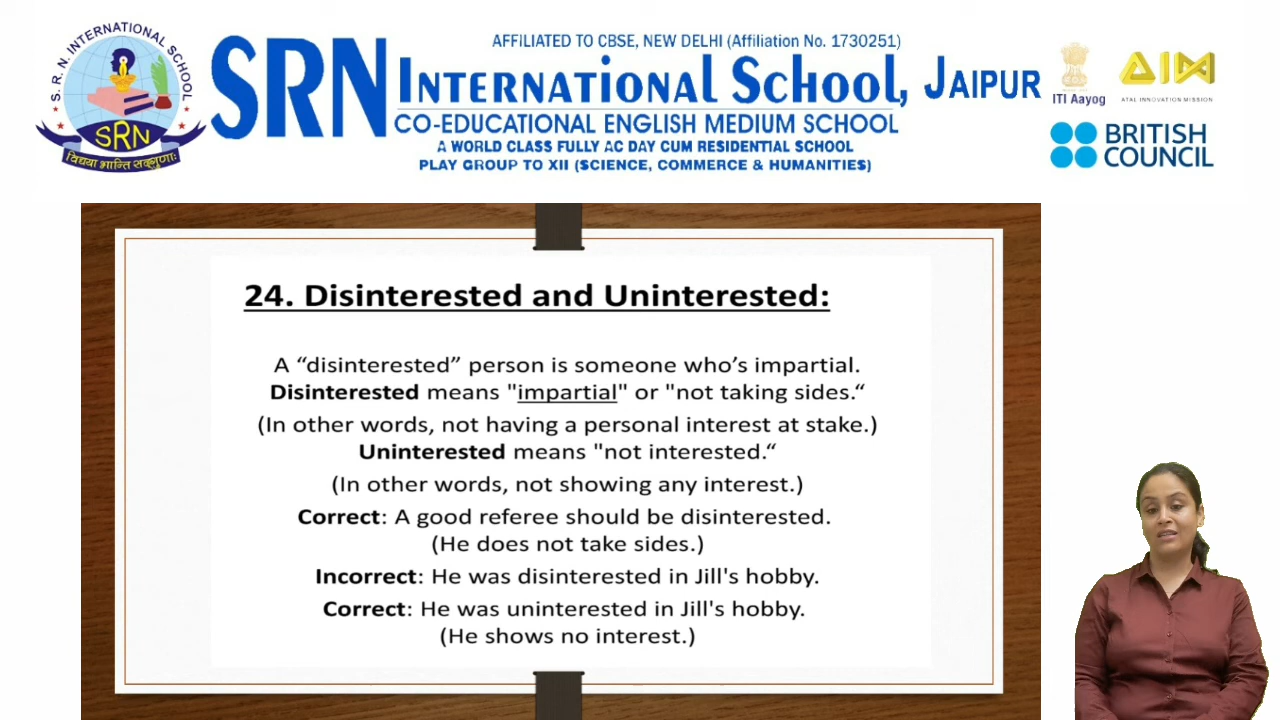 S. R. N. INTERNATIONAL SCHOOL
SRN
विद्यया भान्ति सद्गुणाः
SRN INTERNATIONAL SCHOOL, JAIPUR
AFFILIATED TO CBSE, NEW DELHI (Affiliation No. 1730251)
CO-EDUCATIONAL ENGLISH MEDIUM SCHOOL
A WORLD CLASS FULLY AC DAY CUM RESIDENTIAL SCHOOL
PLAY GROUP TO XII (SCIENCE, COMMERCE & HUMANITIES)
ITI Aayog
AIM
ATAL INNOVATION MISSION
BRITISH
COUNCIL
24. Disinterested and Uninterested:
A “disinterested” person is someone who’s impartial.
Disinterested means "impartial" or "not taking sides.“
(In other words, not having a personal interest at stake.)
Uninterested means "not interested.“
(In other words, not showing any interest.)
Correct: A good referee should be disinterested.
(He does not take sides.)
Incorrect: He was disinterested in Jill's hobby.
Correct: He was uninterested in Jill's hobby.
(He shows no interest.)